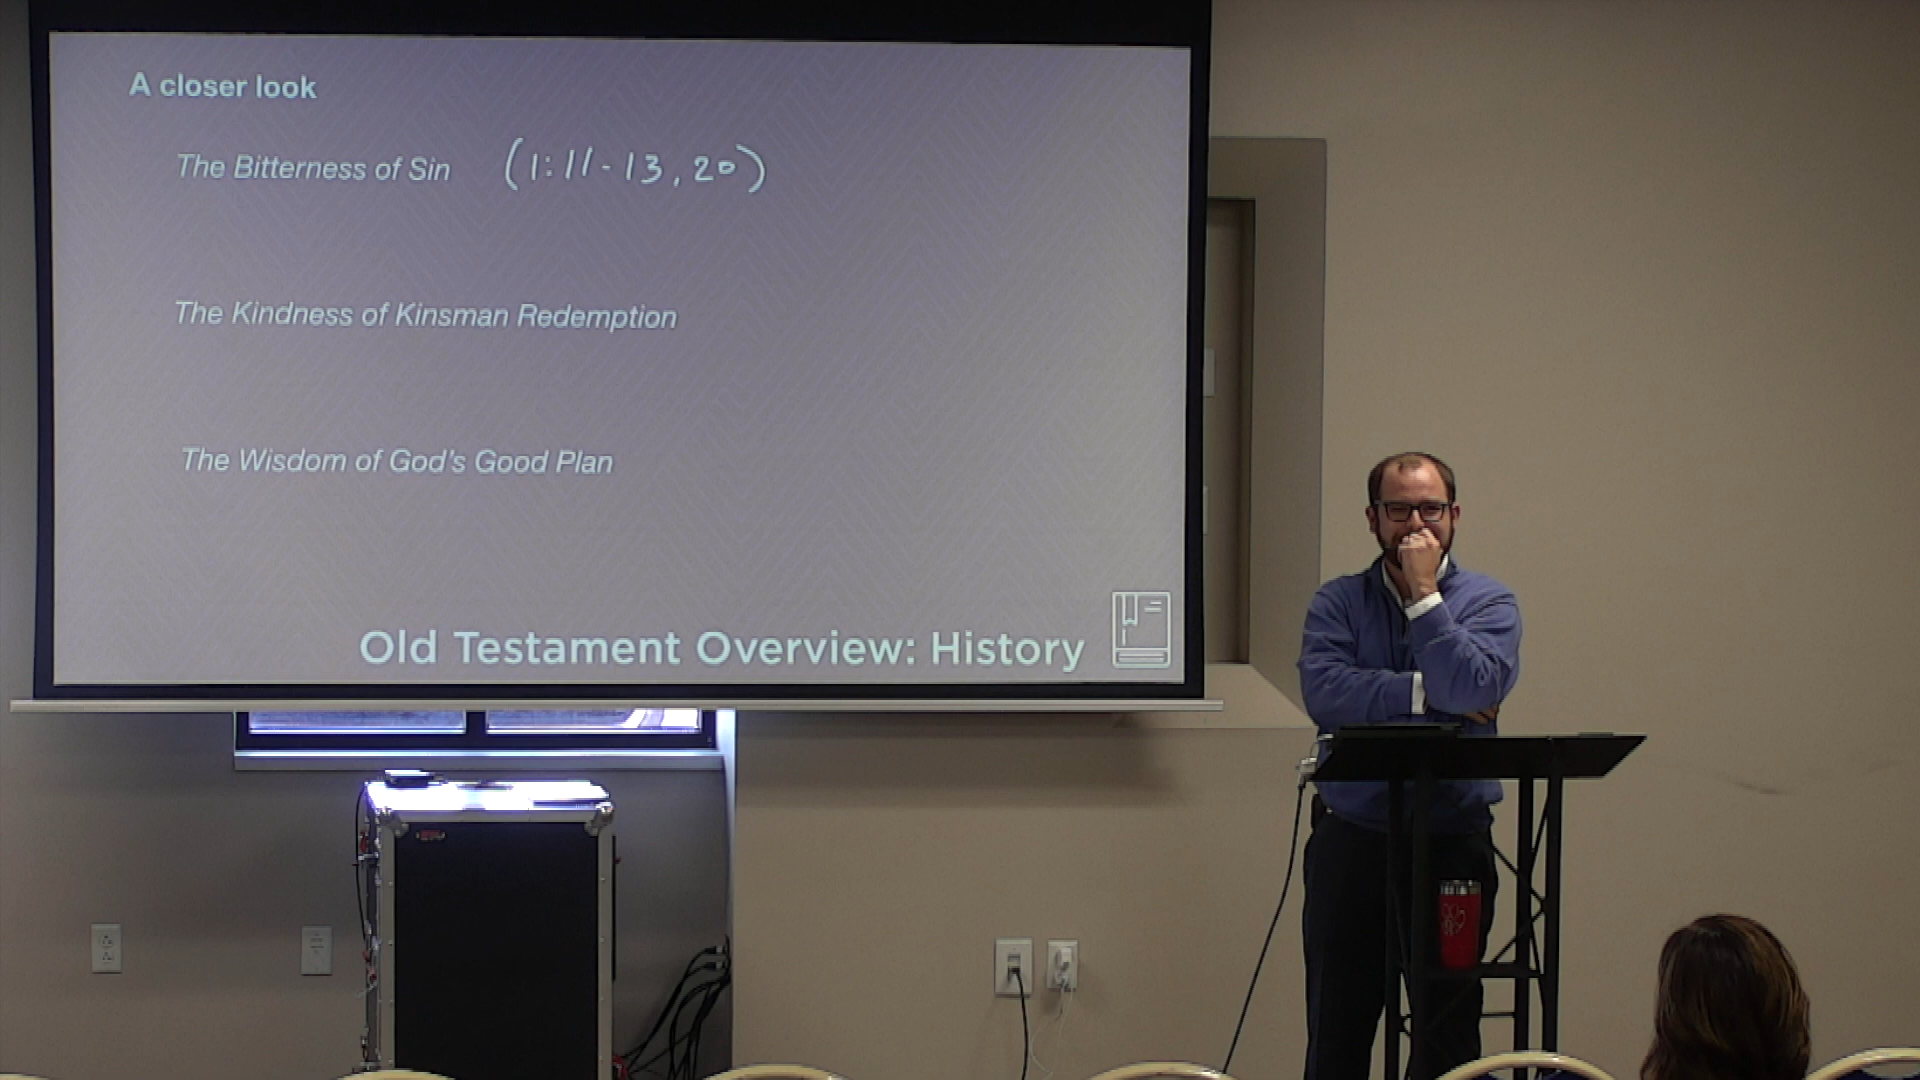 A closer look
The Bitterness of Sin (1:11-13, 20)
The Kindness of Kinsman Redemption
The Wisdom of God's Good Plan
Old Testament Overview: History